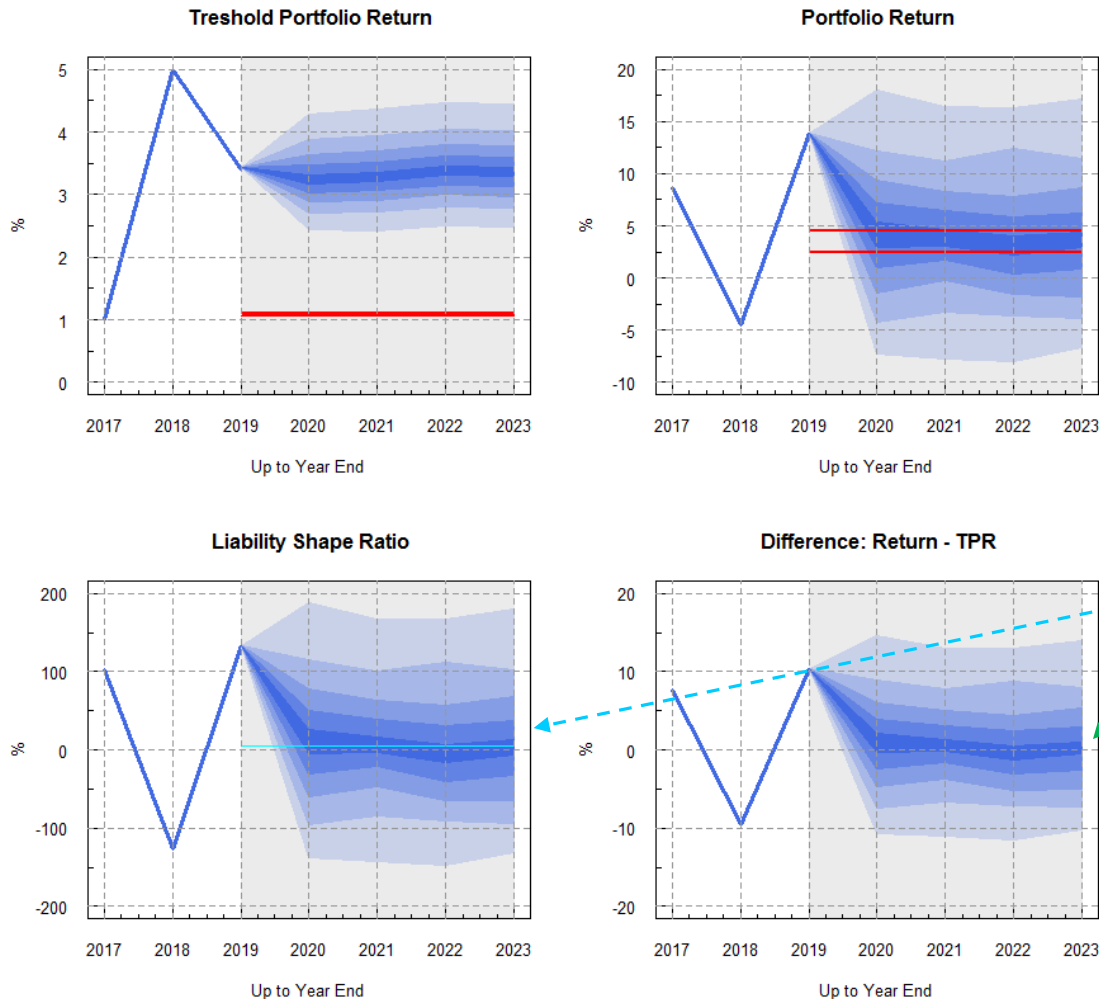 Treshold Portfolio Return
%
5
4
3
2
1
0
2017 2018 2019 2020 2021 2022 2023
Up to Year End
Portfolio Return
%
20
15
10
5
0
-5
-10
2017 2018 2019 2020 2021 2022 2023
Up to Year End
Liability Shape Ratio
%
200
100
0
-100
-200
2017 2018 2019 2020 2021 2022 2023
Up to Year End
Difference: Return - TPR
%
20
10
0
-10
-20
2017 2018 2019 2020 2021 2022 2023
Up to Year End